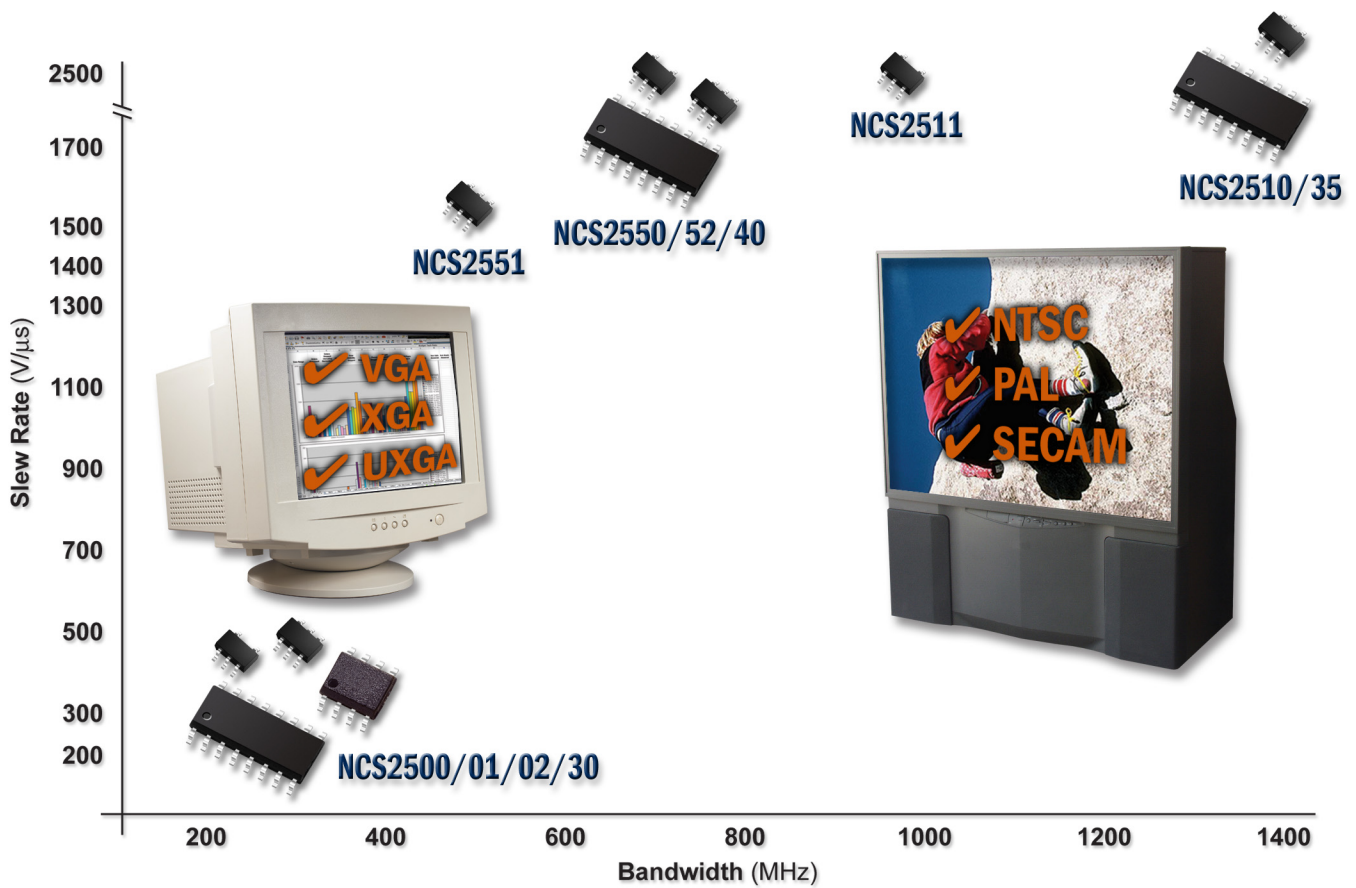 2500
1700
1500
1400
1300
1100
900
700
500
300
200
Slew Rate (V/µs)
NCS2511
NCS2510/35
NCS2550/52/40
NCS2551
✔ VGA
✔ XGA
✔ UXGA
✔ NTSC
✔ PAL
✔ SECAM
NCS2500/01/02/30
200 400 600 800 1000 1200 1400
Bandwidth (MHz)